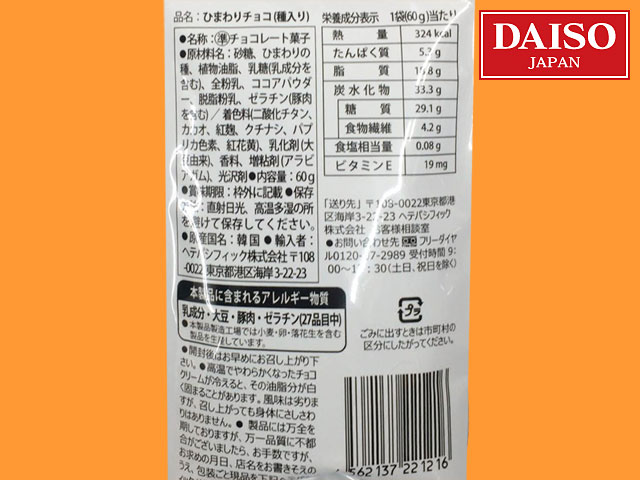 DAISO
JAPAN
品名：ひまわりチョコ(種入り)
●名称：準チョコレート菓子
●原材料名：砂糖、ひまわりの
種、植物油脂、乳糖(乳成分を
含む)、全粉乳、ココアパウダ
ー、脱脂粉乳、ゼラチン(豚肉
を含む)／着色料(二酸化チタン、
カカオ、紅麹、クチナシ、パプ
リカ色素、紅花黄)、乳化剤(大
豆由来)、香料、増粘剤(アラビ
アガム)、光沢剤 ●内容量：60g
●賞味期限：枠外に記載 ●保存
方法：直射日光、高温多湿の所
を避けて保存してください。
●原産国名：韓国 ●輸入者：
ヘテパシフィック株式会社 〒108
-0022 東京都港区海岸3-22-23
本製品に含まれるアレルギー物質
乳成分・大豆・豚肉・ゼラチン(27品目中)
●本製品製造工場では小麦・卵・落花生を含む
製品を生産しています。
●開封後はお早めにお召し上がり下
さい。●高温でやわらかくなったチョコ
クリームが冷えると、その油脂分が白
く固まることがあります。風味は劣りま
すが、召し上がっても身体にさしさわ
りはありません。●製品には万全を
期しておりますが、万一品質に不都
合がございましたら、お手数ですが、
お求めの月日、店名をお書きそえの
うえ、包装ごと現品を下記の
栄養成分表示 1袋(60g)当たり
熱量 324 kcal
たんぱく質 5.3 g
脂質 18.8 g
炭水化物 33.3 g
糖質 29.1 g
食物繊維 4.2 g
食塩相当量 0.08 g
ビタミンE 19 mg
「送り先」〒108-0022東京都港
区海岸3-22-23 ヘテパシフィック
株式会社 お客様相談室
●お問い合わせ先 フリーダイヤ
ル0120-37-2989 受付時間 9：
00～17：30(土日、祝日を除く)
プラ
ごみに出すときは市町村の
区分にしたがってください。
4562137221216